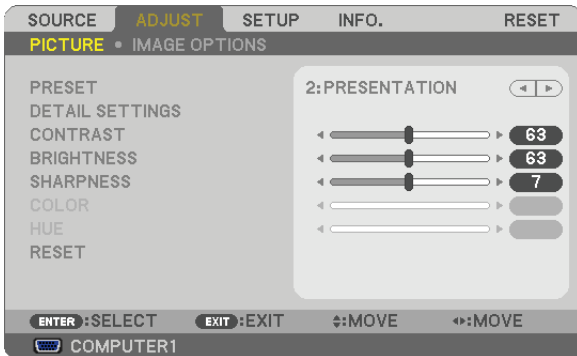 SOURCE ADJUST SETUP INFO. RESET
PICTURE • IMAGE OPTIONS
PRESET 2:PRESENTATION
DETAIL SETTINGS
CONTRAST 63
BRIGHTNESS 63
SHARPNESS 7
COLOR
HUE
RESET
ENTER :SELECT EXIT :EXIT :MOVE :MOVE
COMPUTER1